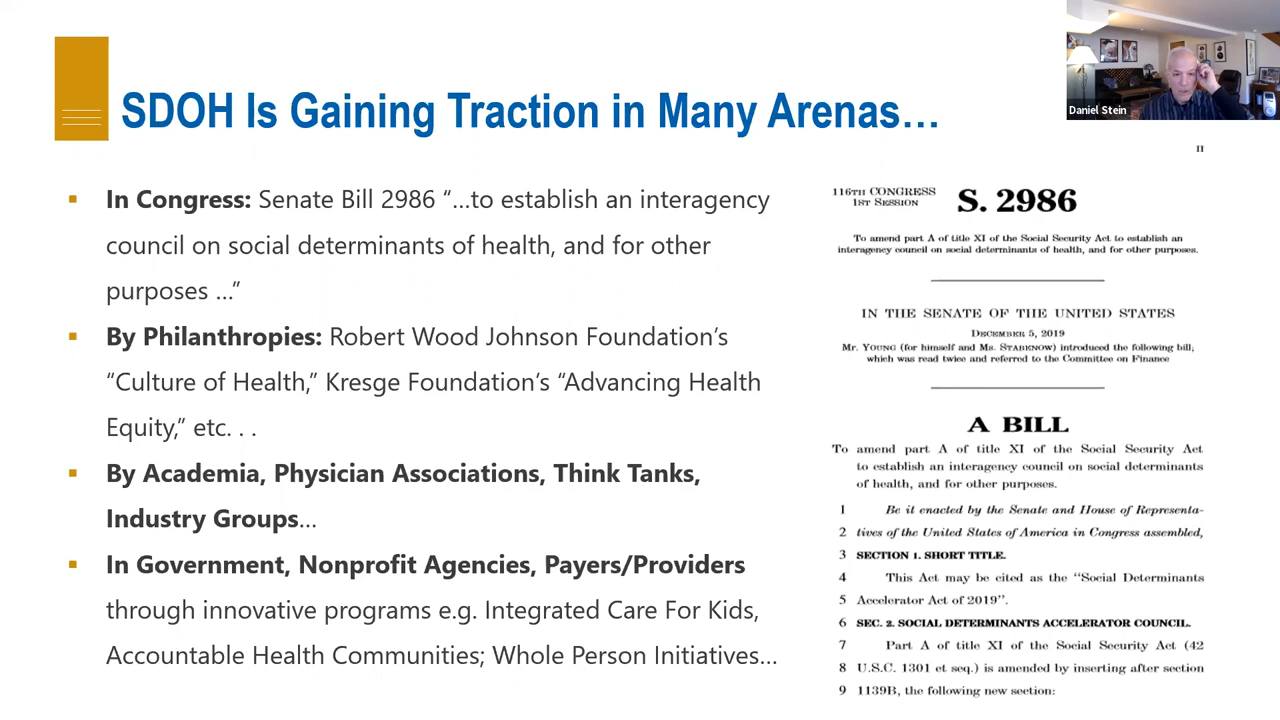 SDOH Is Gaining Traction in Many Arenas…
Daniel Stein
▪ In Congress: Senate Bill 2986 “…to establish an interagency
council on social determinants of health, and for other
purposes …”
▪ By Philanthropies: Robert Wood Johnson Foundation’s
“Culture of Health,” Kresge Foundation’s “Advancing Health
Equity,” etc. . .
▪ By Academia, Physician Associations, Think Tanks,
Industry Groups…
▪ In Government, Nonprofit Agencies, Payers/Providers
through innovative programs e.g. Integrated Care For Kids,
Accountable Health Communities; Whole Person Initiatives…
II
116TH CONGRESS
1ST SESSION
S. 2986
To amend part A of title XI of the Social Security Act to establish an
interagency council on social determinants of health, and for other purposes.
IN THE SENATE OF THE UNITED STATES
DECEMBER 5, 2019
Mr. YOUNG (for himself and Ms. STABENOW) introduced the following bill;
which was read twice and referred to the Committee on Finance
A BILL
To amend part A of title XI of the Social Security Act
to establish an interagency council on social determinants
of health, and for other purposes.
1 Be it enacted by the Senate and House of Representa-
2 tives of the United States of America in Congress assembled,
3 SECTION 1. SHORT TITLE.
4 This Act may be cited as the “Social Determinants
5 Accelerator Act of 2019”.
6 SEC. 2. SOCIAL DETERMINANTS ACCELERATOR COUNCIL.
7 Part A of title XI of the Social Security Act (42
8 U.S.C. 1301 et seq.) is amended by inserting after section
9 1139B, the following new section: